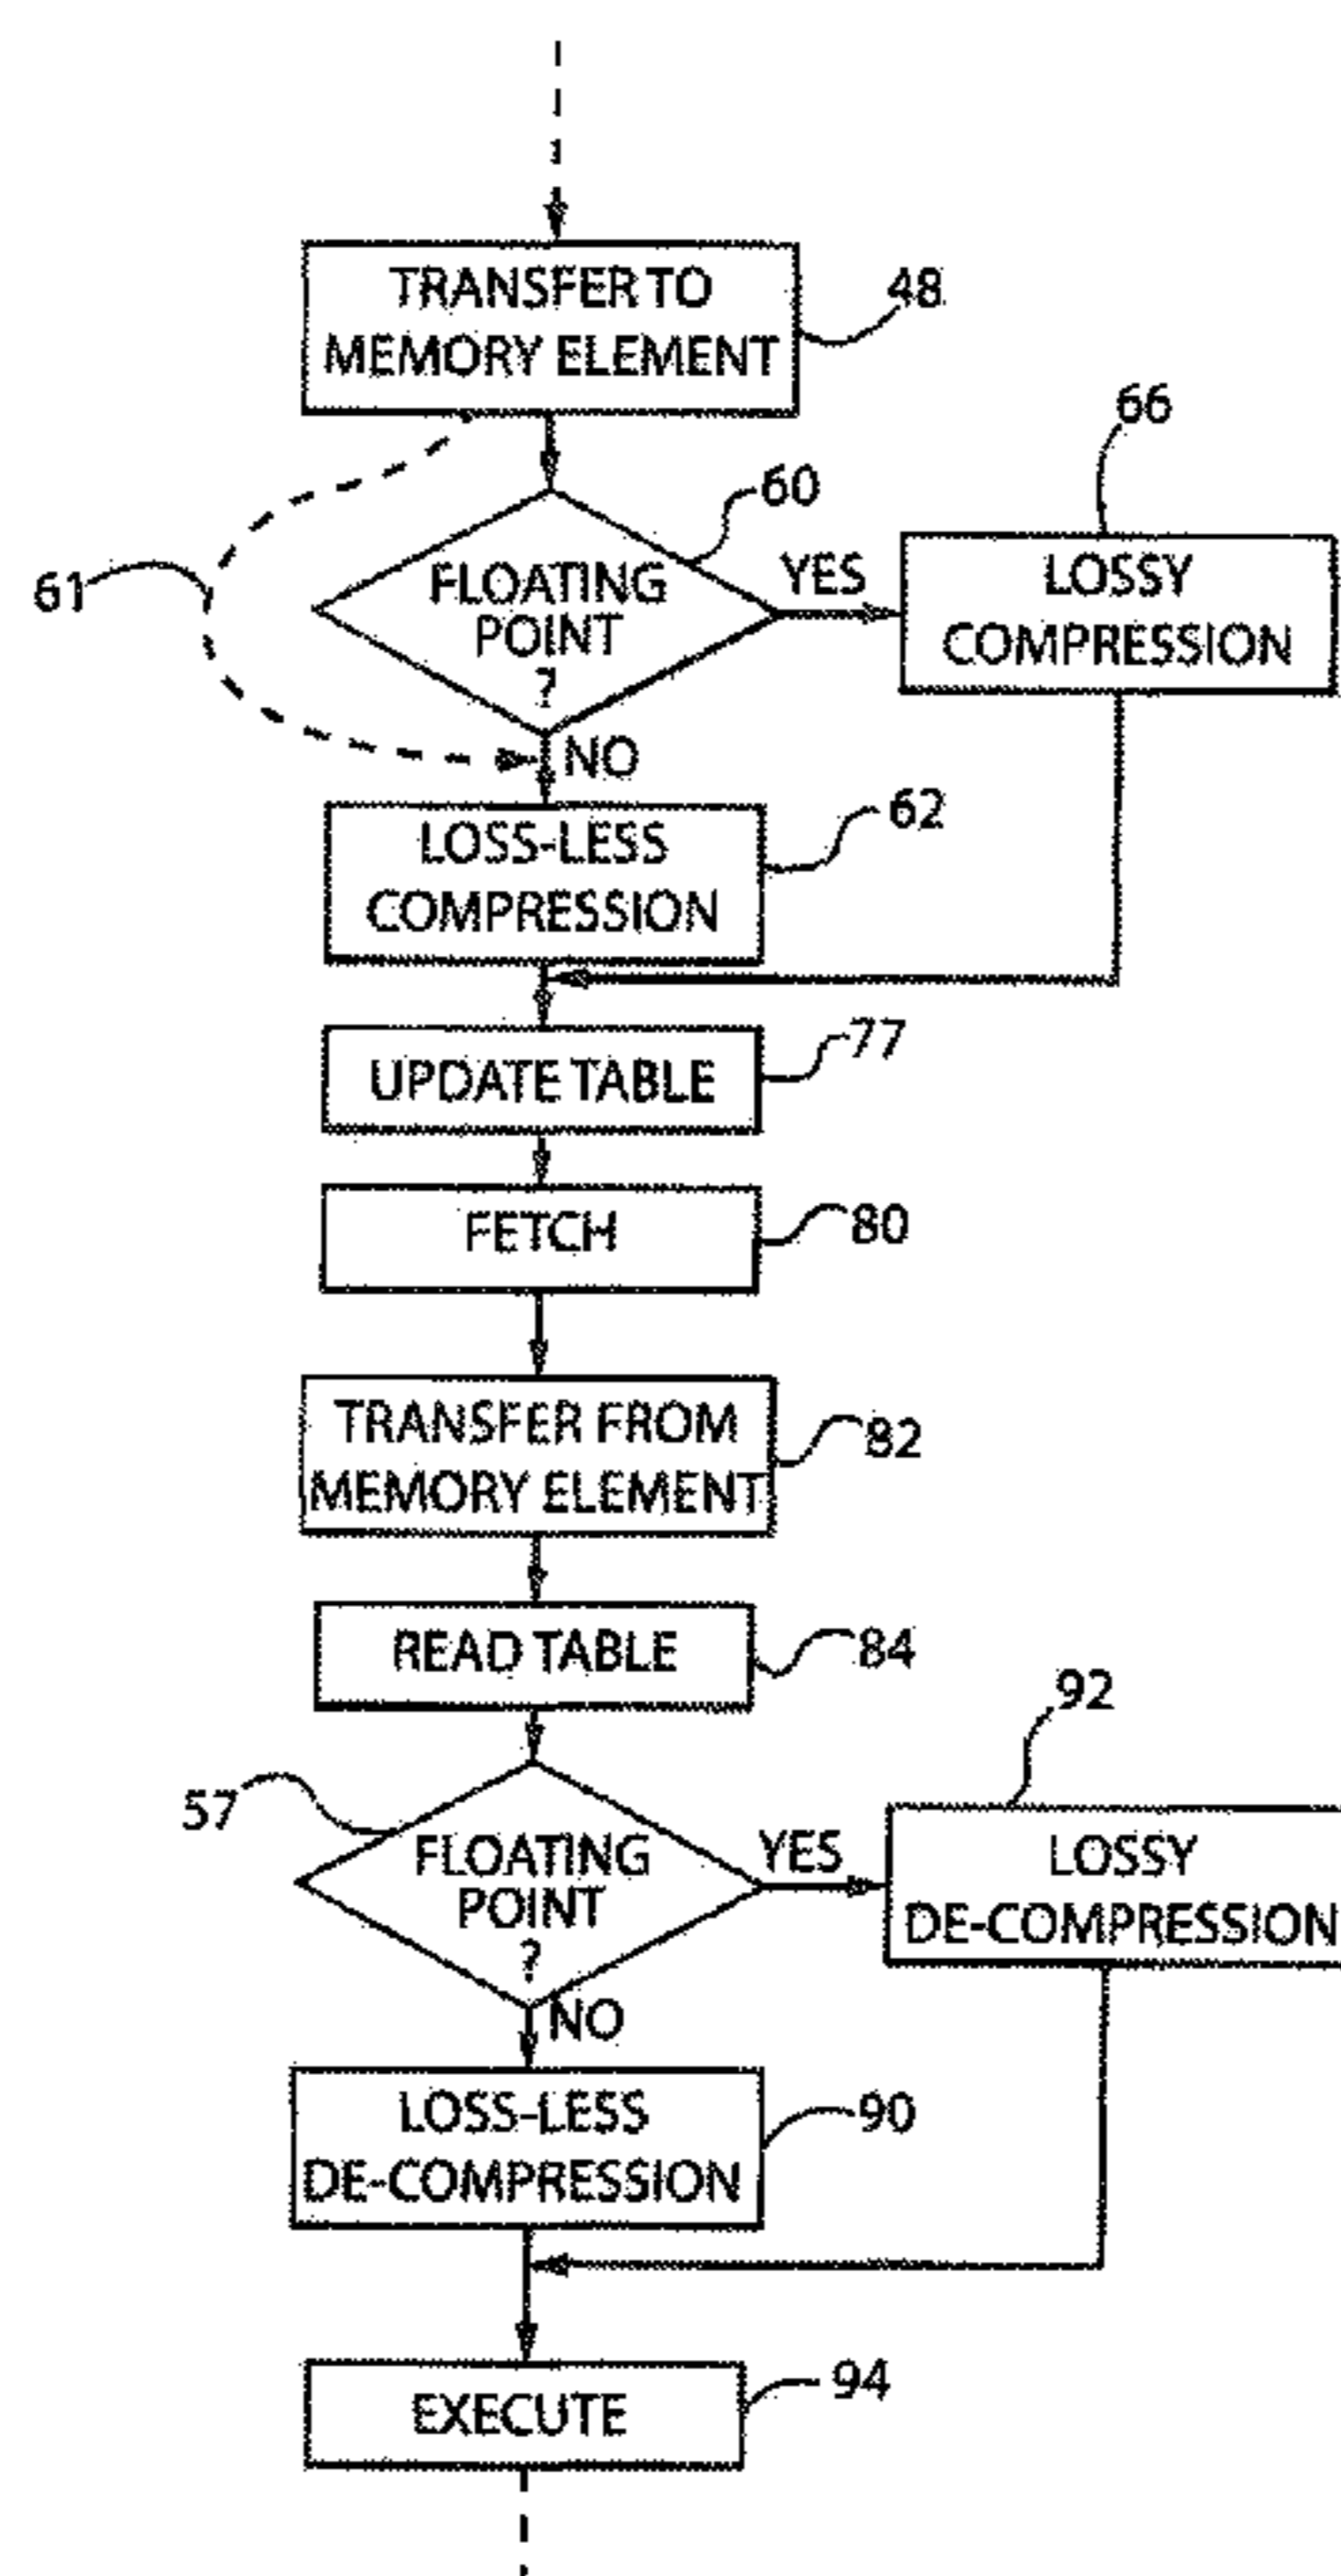 TRANSFER TO
MEMORY ELEMENT
48
66
60
FLOATING
POINT
?
YES
LOSSY
COMPRESSION
61
NO
LOSS-LESS
COMPRESSION
62
UPDATE TABLE
77
FETCH
80
TRANSFER FROM
MEMORY ELEMENT
82
READ TABLE
84
92
57
FLOATING
POINT
?
YES
LOSSY
DE-COMPRESSION
NO
LOSS-LESS
DE-COMPRESSION
90
EXECUTE
94